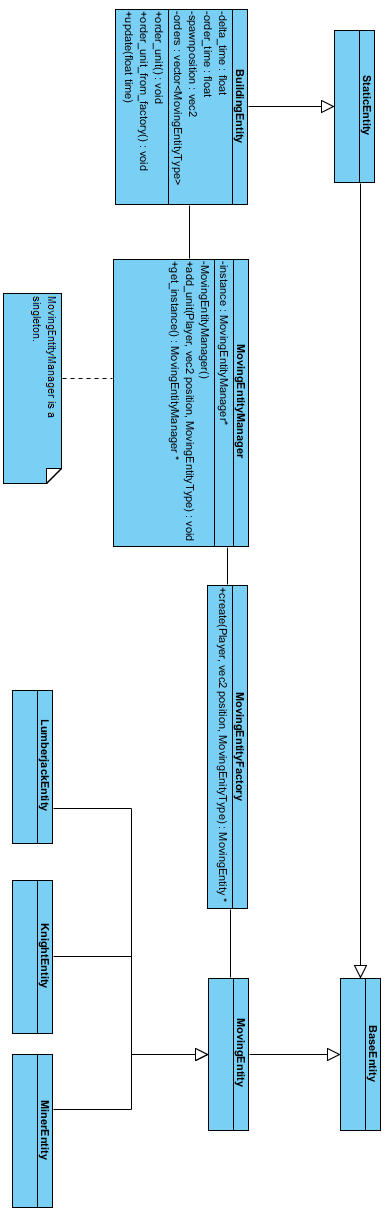 StaticEntity
BaseEntity
BuildingEntity
-delta_time : float
-order_time : float
-spawnposition : vec2
-orders : vector<MovingEntityType>
+order_unit() : void
+order_unit_from_factory() : void
+update(float time)
MovingEntityManager
-instance : MovingEntityManager*
-MovingEntityManager()
+add_unit(Player, vec2 position, MovingEntityType) : void
+get_instance() : MovingEntityManager *
MovingEntityFactory
+create(Player, vec2 position, MovingEnityType) : MovingEntity *
MovingEntity
MovingEntityManager is a
singleton.
LumberjackEntity
KnightEntity
MinerEntity